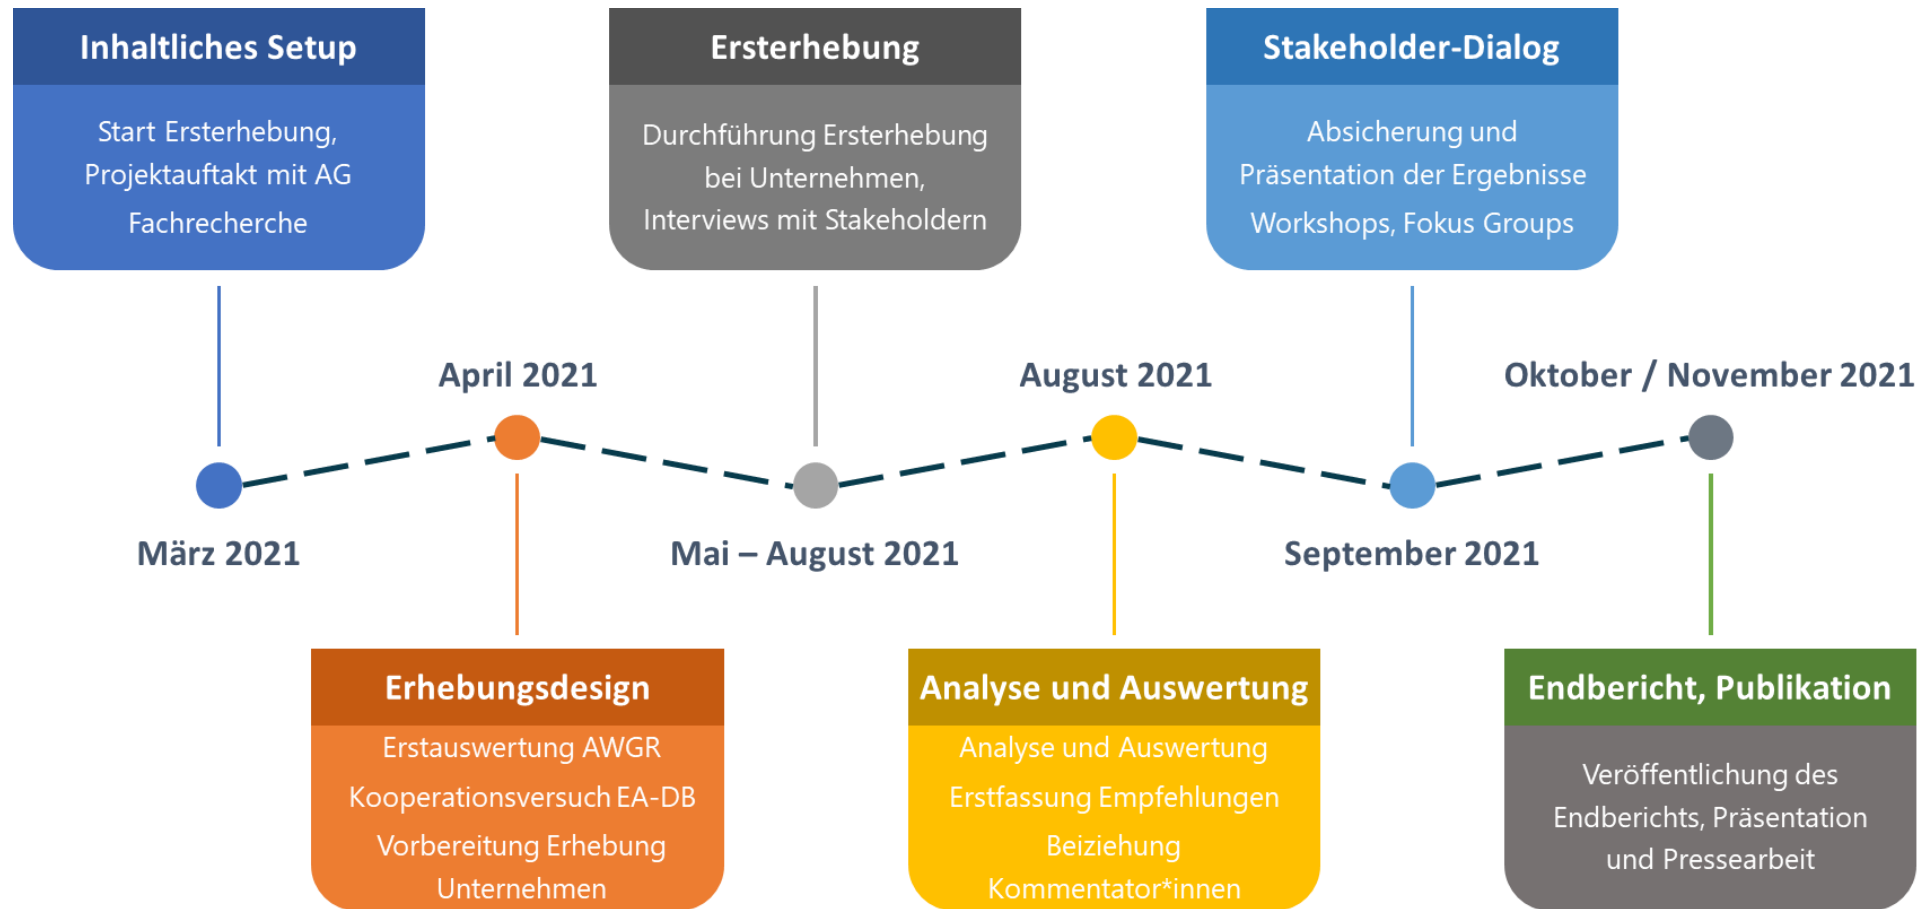 Inhaltliches Setup
Start Ersterhebung,
Projektauftakt mit AG
Fachrecherche
Ersterhebung
Durchführung Ersterhebung
bei Unternehmen,
Interviews mit Stakeholdern
Stakeholder-Dialog
Absicherung und
Präsentation der Ergebnisse
Workshops, Fokus Groups
April 2021
August 2021
Oktober / November 2021
März 2021
Mai – August 2021
September 2021
Erhebungsdesign
Erstauswertung AWGR
Kooperationsversuch EA-DB
Vorbereitung Erhebung
Unternehmen
Analyse und Auswertung
Analyse und Auswertung
Erstfassung Empfehlungen
Beiziehung
Kommentator*innen
Endbericht, Publikation
Veröffentlichung des
Endberichts, Präsentation
und Pressearbeit